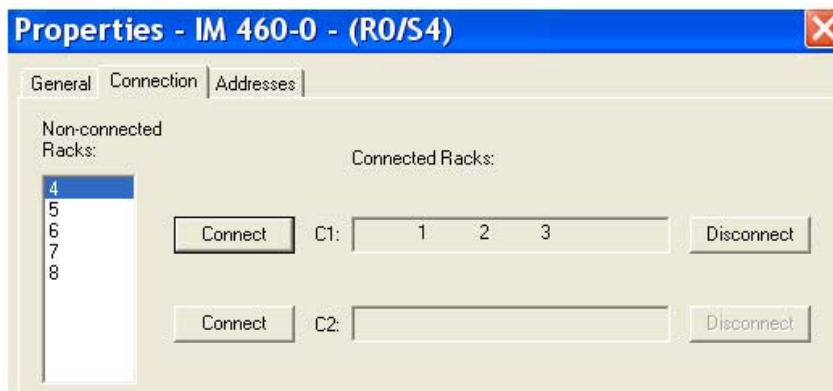 Properties - IM 460-0 - (R0/S4)
General Connection Addresses
Non-connected
Racks:
Connected Racks:
4
5
6
7
8
Connect C1: 1 2 3 Disconnect
Connect C2: Disconnect